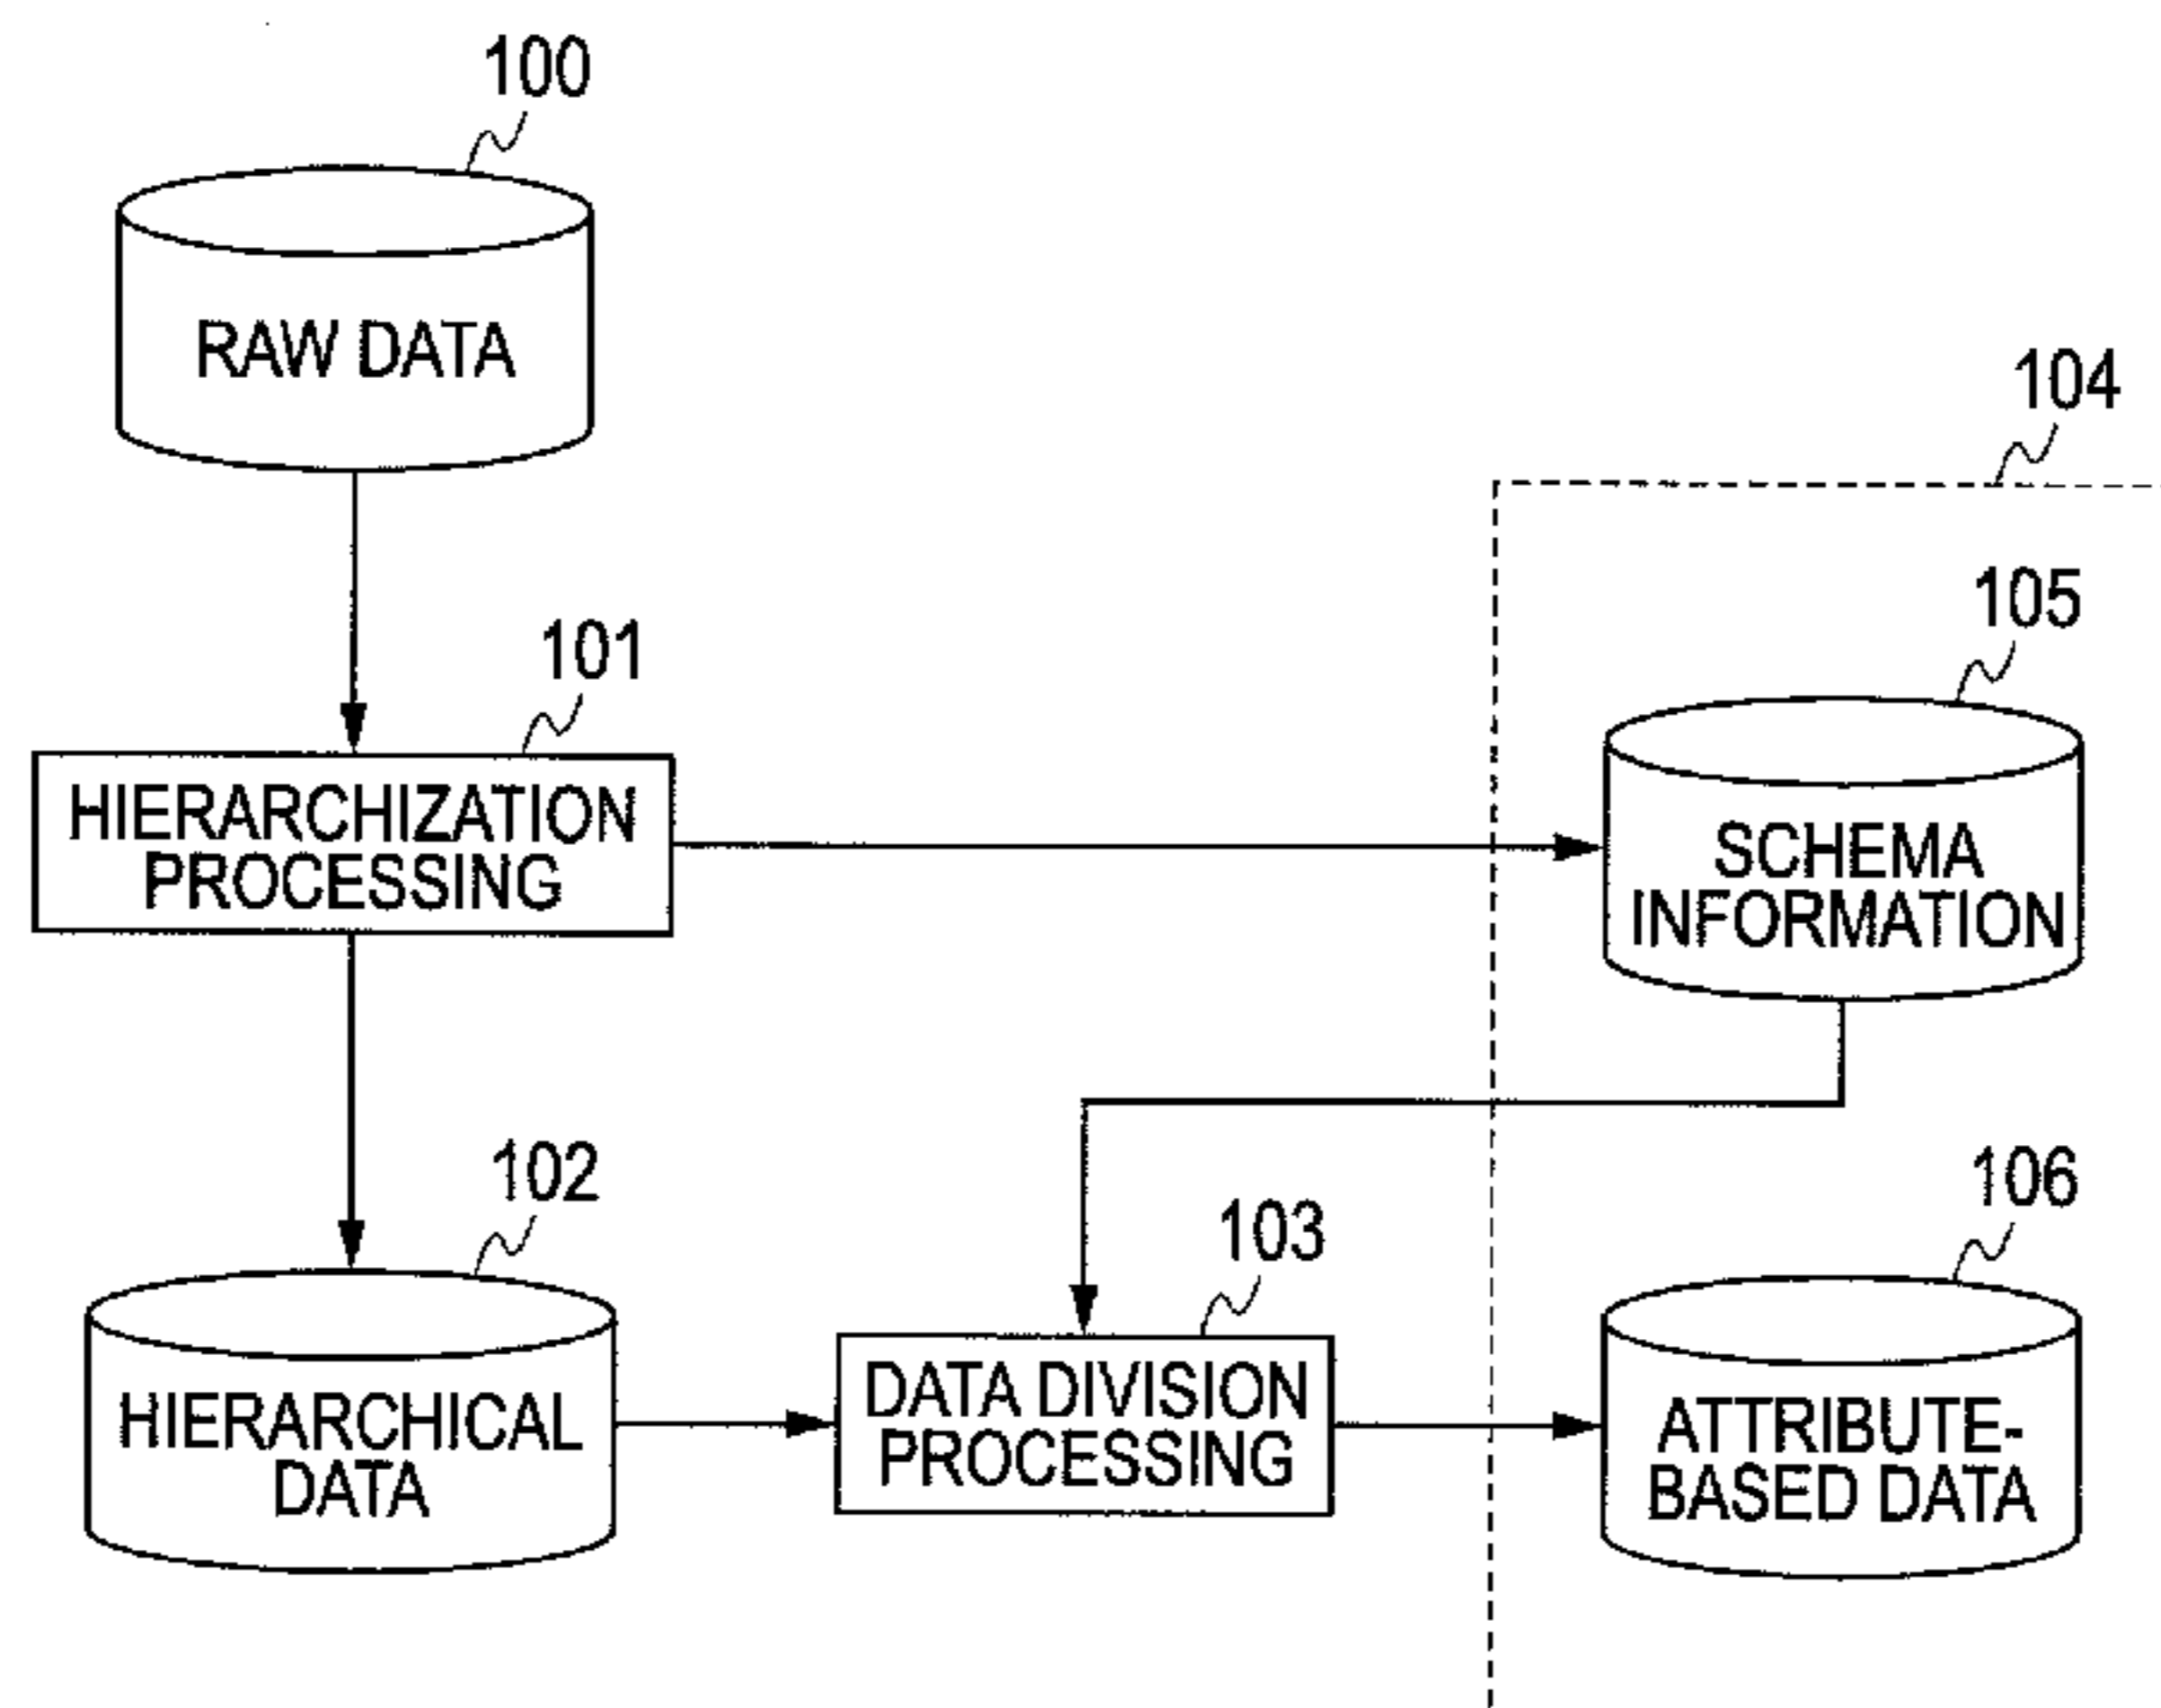 100
RAW DATA
104
105
101
HIERARCHIZATION
PROCESSING
SCHEMA
INFORMATION
102
103
106
HIERARCHICAL
DATA
DATA DIVISION
PROCESSING
ATTRIBUTE-
BASED DATA